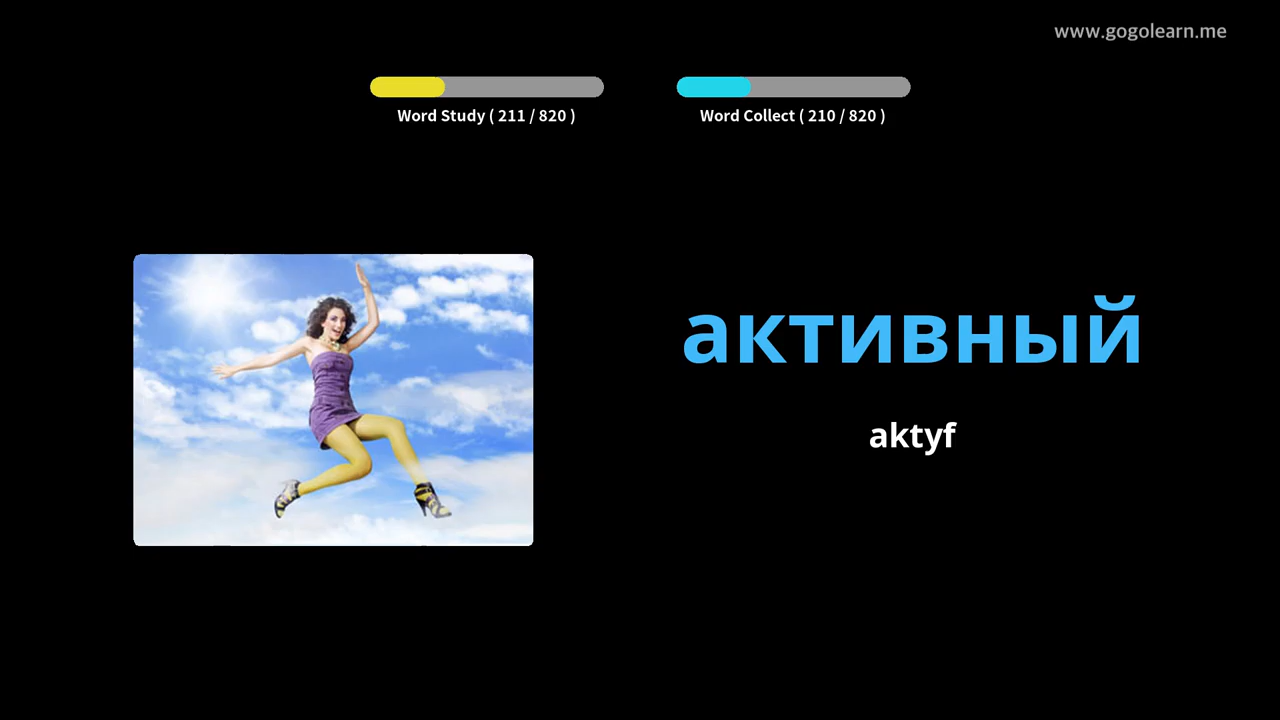 www.gogolearn.me
Word Study ( 211 / 820 )
Word Collect ( 210 / 820 )
активный
aktyf